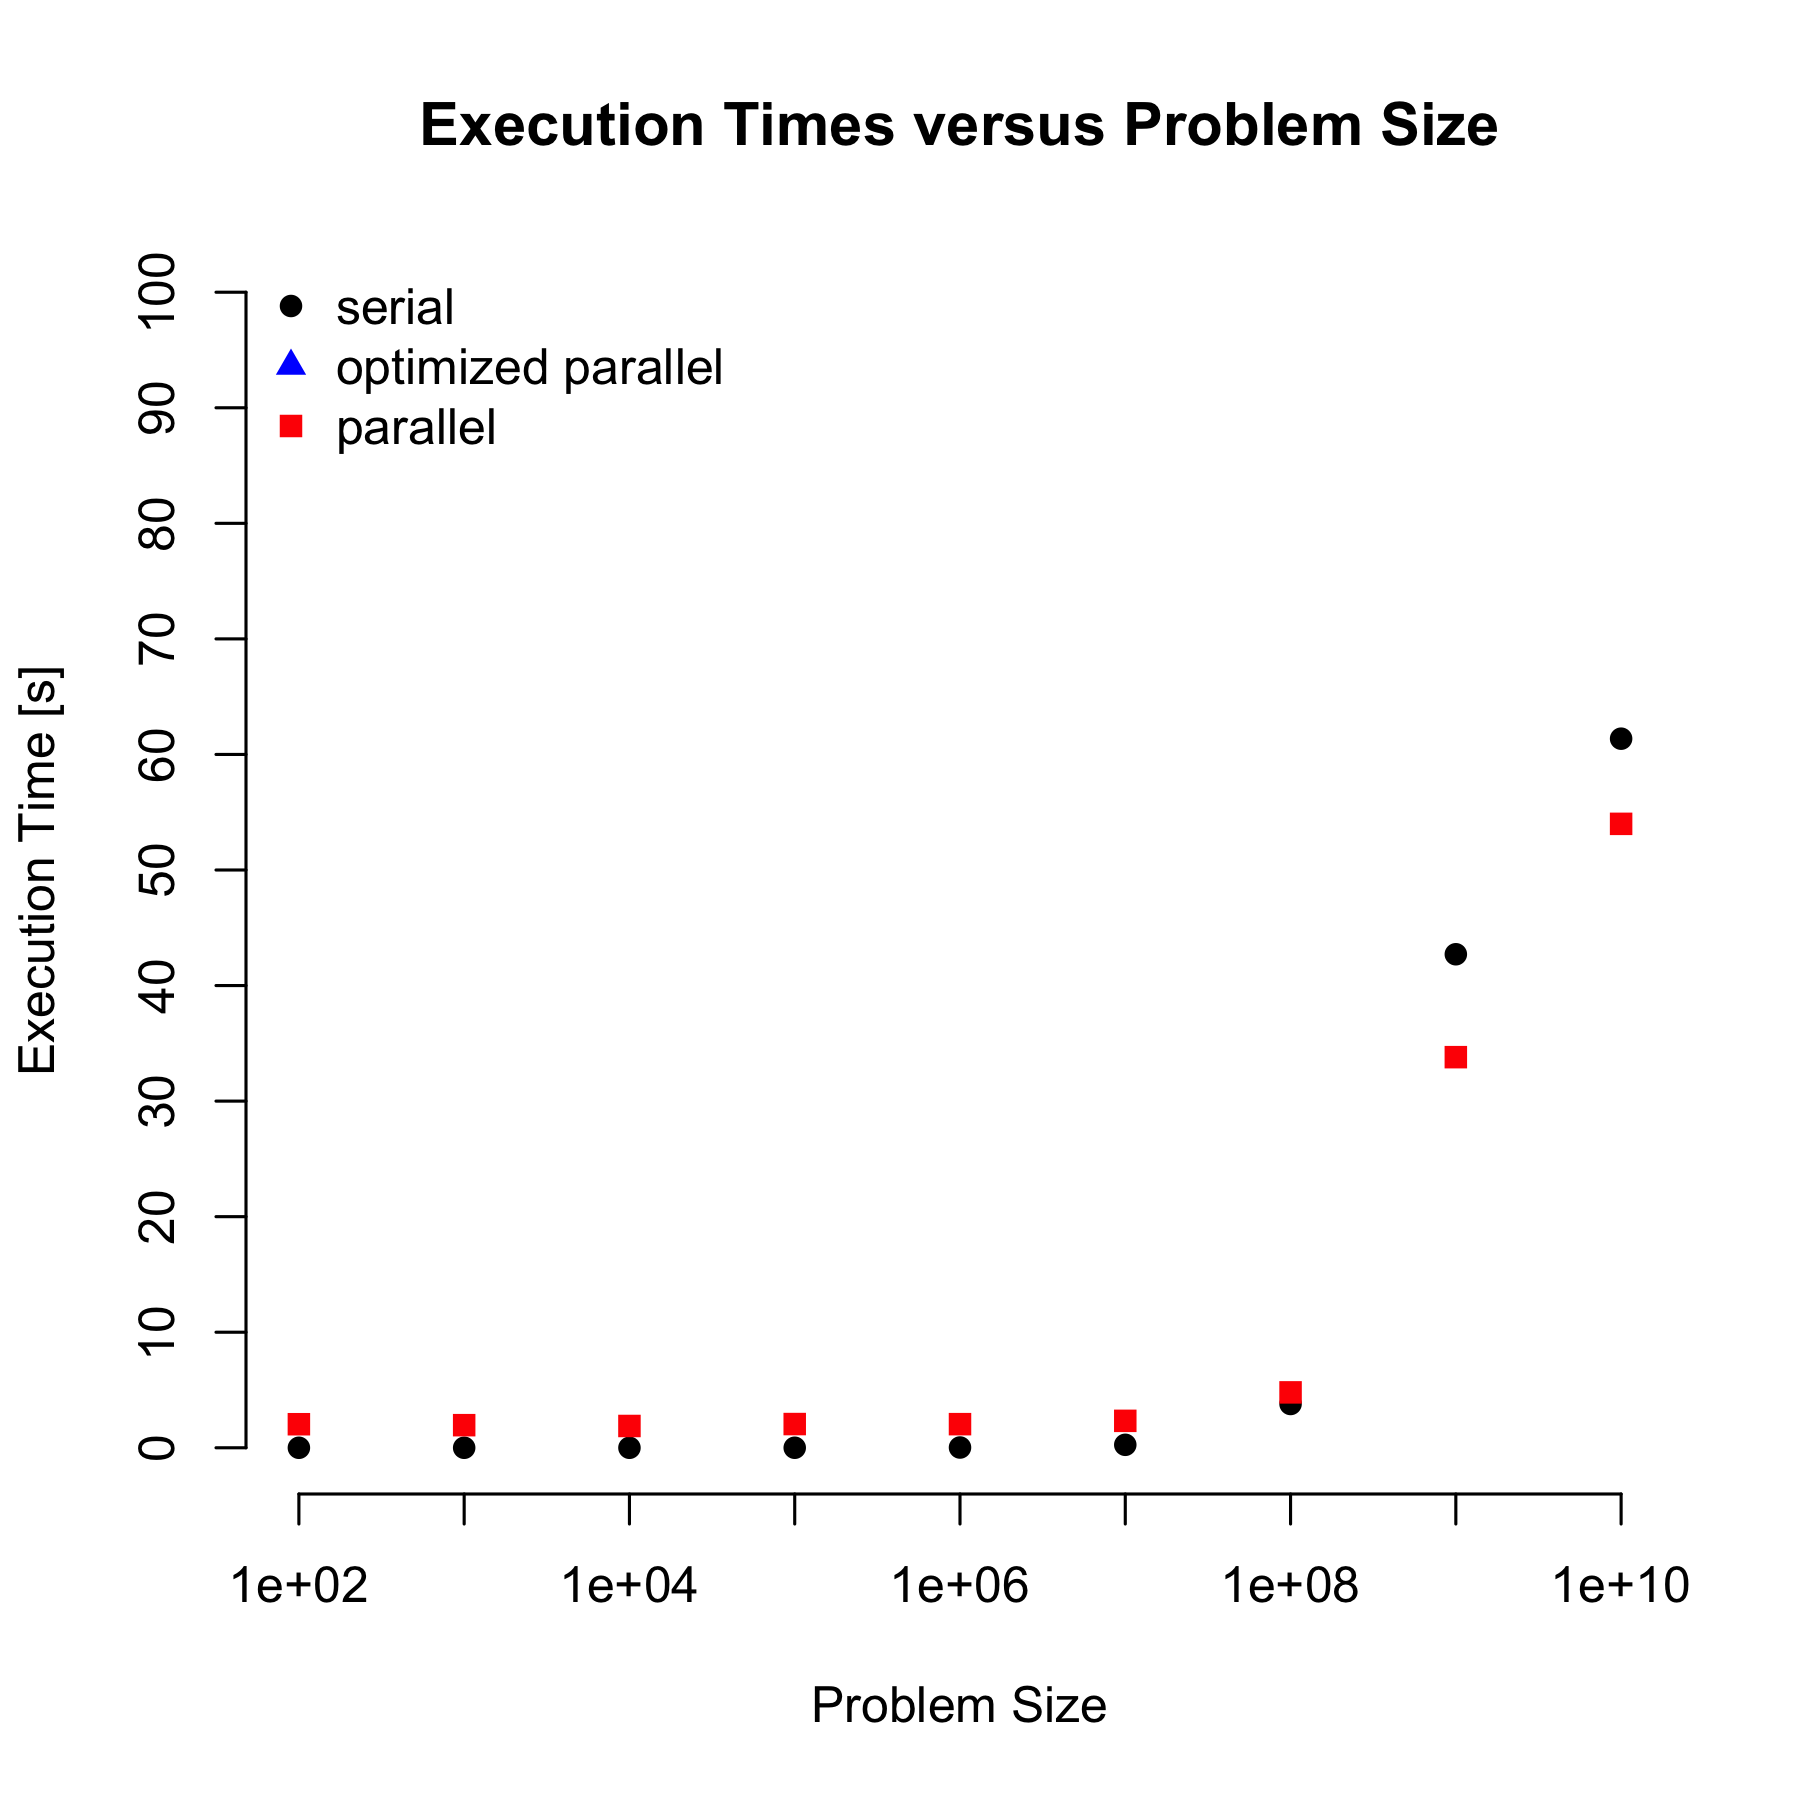 Execution Times versus Problem Size
serial
optimized parallel
parallel
Execution Time [s]
100
90
80
70
60
50
40
30
20
10
0
1e+02 1e+04 1e+06 1e+08 1e+10
Problem Size